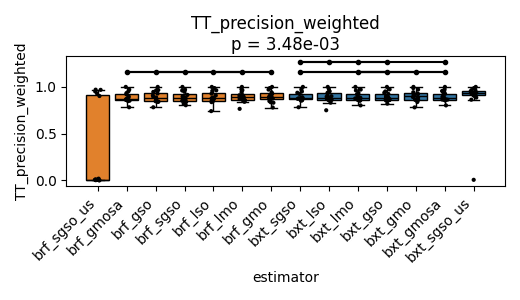 TT_precision_weighted
p = 3.48e-03
TT_precision_weighted
1.0
0.5
0.0
brf_sgso_us
brf_gmosa
brf_gso
brf_sgso
brf_lso
brf_lmo
brf_gmo
bxt_sgso
bxt_lso
bxt_lmo
bxt_gso
bxt_gmo
bxt_gmosa
bxt_sgso_us
estimator